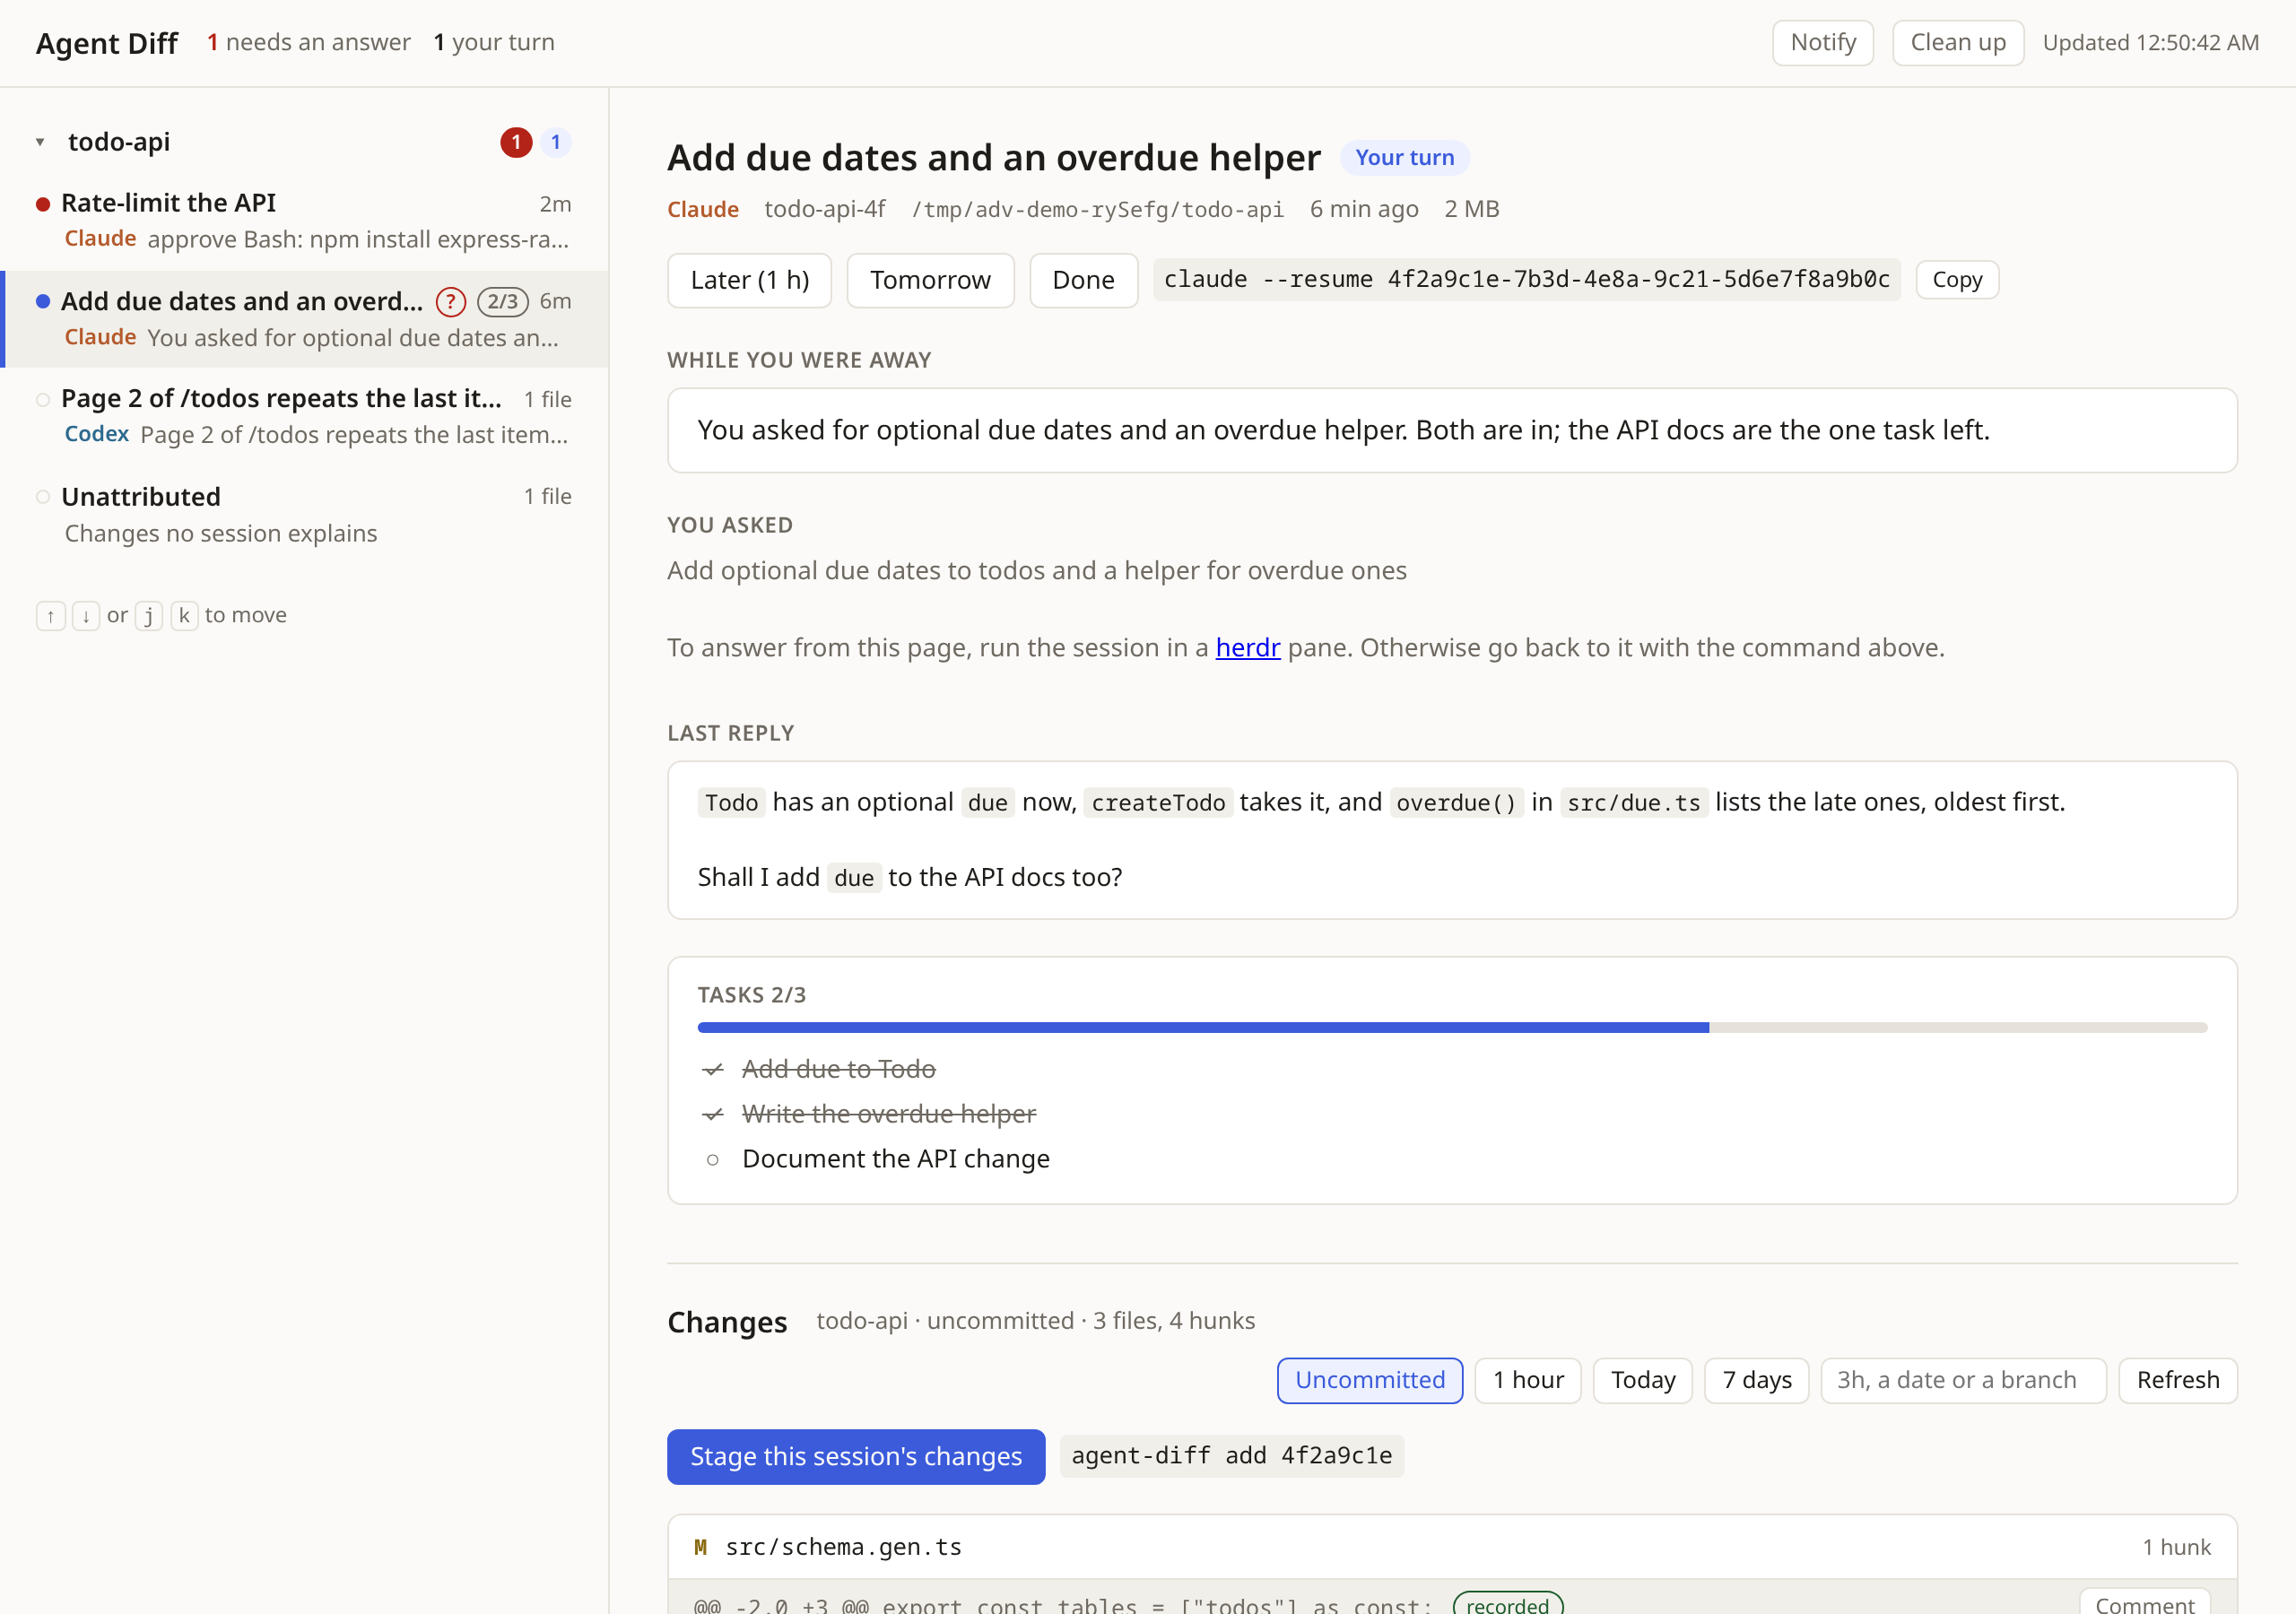 Agent Diff 1 needs an answer 1 your turn Notify Clean up Updated 12:50:42 AM
▾ todo-api 1 1
Rate-limit the API 2m
Claude approve Bash: npm install express-ra...
Add due dates and an overd... ? 2/3 6m
Claude You asked for optional due dates an...
Page 2 of /todos repeats the last it... 1 file
Codex Page 2 of /todos repeats the last item...
Unattributed 1 file
Changes no session explains
↑ ↓ or j k to move
Add due dates and an overdue helper Your turn
Claude todo-api-4f /tmp/adv-demo-rySefg/todo-api 6 min ago 2 MB
Later (1 h) Tomorrow Done claude --resume 4f2a9c1e-7b3d-4e8a-9c21-5d6e7f8a9b0c Copy
WHILE YOU WERE AWAY
You asked for optional due dates and an overdue helper. Both are in; the API docs are the one task left.
YOU ASKED
Add optional due dates to todos and a helper for overdue ones
To answer from this page, run the session in a herdr pane. Otherwise go back to it with the command above.
LAST REPLY
Todo has an optional due now, createTodo takes it, and overdue() in src/due.ts lists the late ones, oldest first.
Shall I add due to the API docs too?
TASKS 2/3
✓ Add due to Todo
✓ Write the overdue helper
○ Document the API change
Changes todo-api · uncommitted · 3 files, 4 hunks
Uncommitted 1 hour Today 7 days 3h, a date or a branch Refresh
Stage this session's changes agent-diff add 4f2a9c1e
M src/schema.gen.ts 1 hunk
@@ -2,0 +3 @@ export const tables = ["todos"] as const; recorded Comment